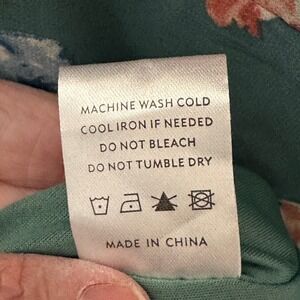 MACHINE WASH COLD
COOL IRON IF NEEDED
DO NOT BLEACH
DO NOT TUMBLE DRY
MADE IN CHINA